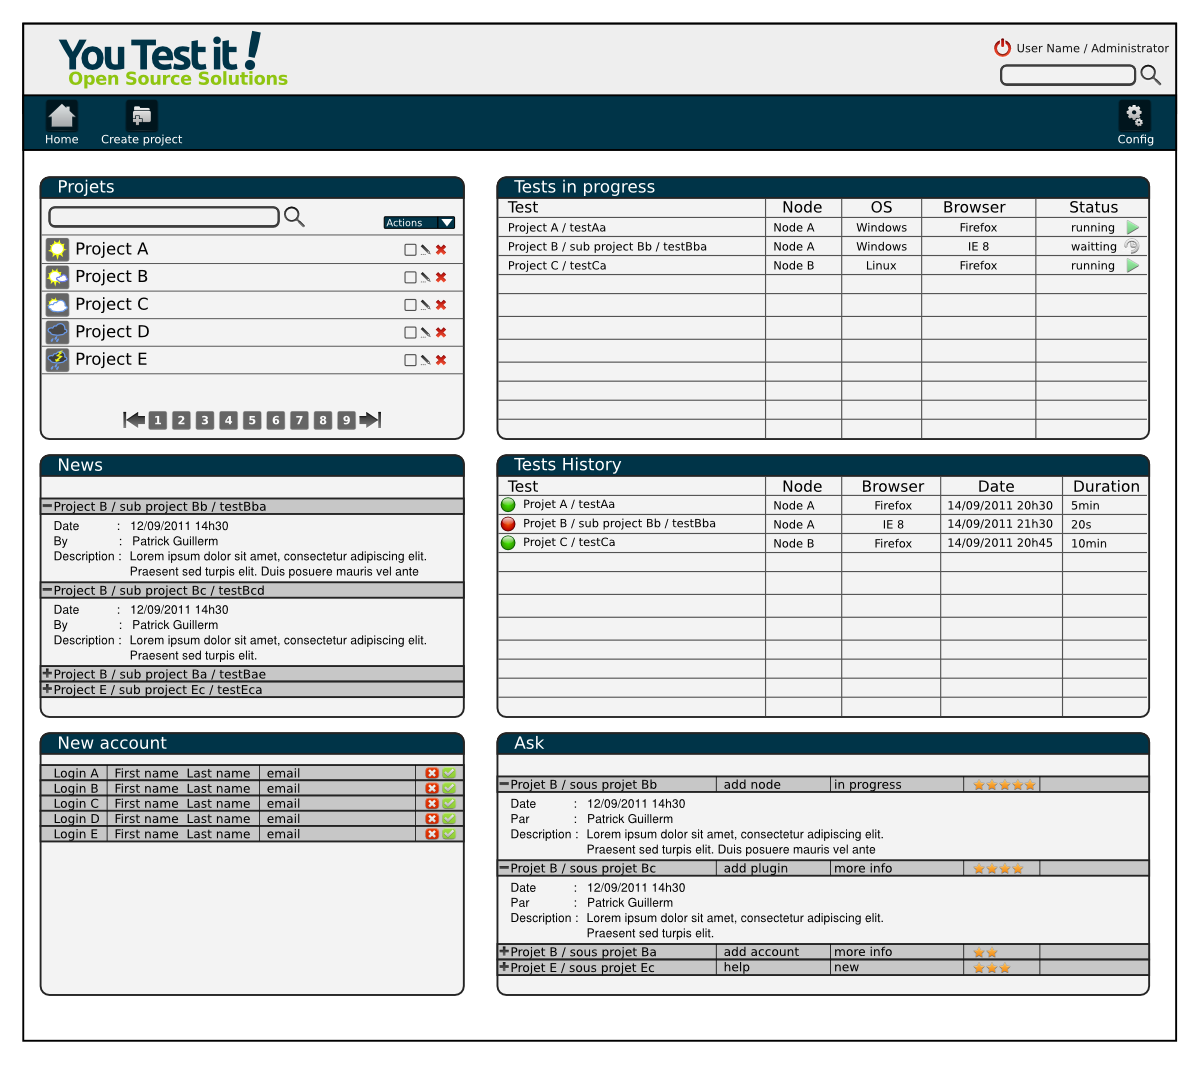 You Test it !
Open Source Solutions
User Name / Administrator
Home
Create project
Config
Projets
Actions
Project A
Project B
Project C
Project D
Project E
1 2 3 4 5 6 7 8 9
Tests in progress
Test Node OS Browser Status
Project A / testAa Node A Windows Firefox running
Project B / sub project Bb / testBba Node A Windows IE 8 waitting
Project C / testCa Node B Linux Firefox running
News
Project B / sub project Bb / testBba
Date : 12/09/2011 14h30
By : Patrick Guillerm
Description : Lorem ipsum dolor sit amet, consectetur adipiscing elit.
Praesent sed turpis elit. Duis posuere mauris vel ante
Project B / sub project Bc / testBcd
Date : 12/09/2011 14h30
By : Patrick Guillerm
Description : Lorem ipsum dolor sit amet, consectetur adipiscing elit.
Praesent sed turpis elit.
Project B / sub project Ba / testBae
Project E / sub project Ec / testEca
Tests History
Test Node Browser Date Duration
Projet A / testAa Node A Firefox 14/09/2011 20h30 5min
Projet B / sub project Bb / testBba Node A IE 8 14/09/2011 21h30 20s
Projet C / testCa Node B Firefox 14/09/2011 20h45 10min
New account
Login A First name Last name email
Login B First name Last name email
Login C First name Last name email
Login D First name Last name email
Login E First name Last name email
Ask
Projet B / sous projet Bb add node in progress
Date : 12/09/2011 14h30
Par : Patrick Guillerm
Description : Lorem ipsum dolor sit amet, consectetur adipiscing elit.
Praesent sed turpis elit. Duis posuere mauris vel ante
Projet B / sous projet Bc add plugin more info
Date : 12/09/2011 14h30
Par : Patrick Guillerm
Description : Lorem ipsum dolor sit amet, consectetur adipiscing elit.
Praesent sed turpis elit.
Projet B / sous projet Ba add account more info
Projet E / sous projet Ec help new